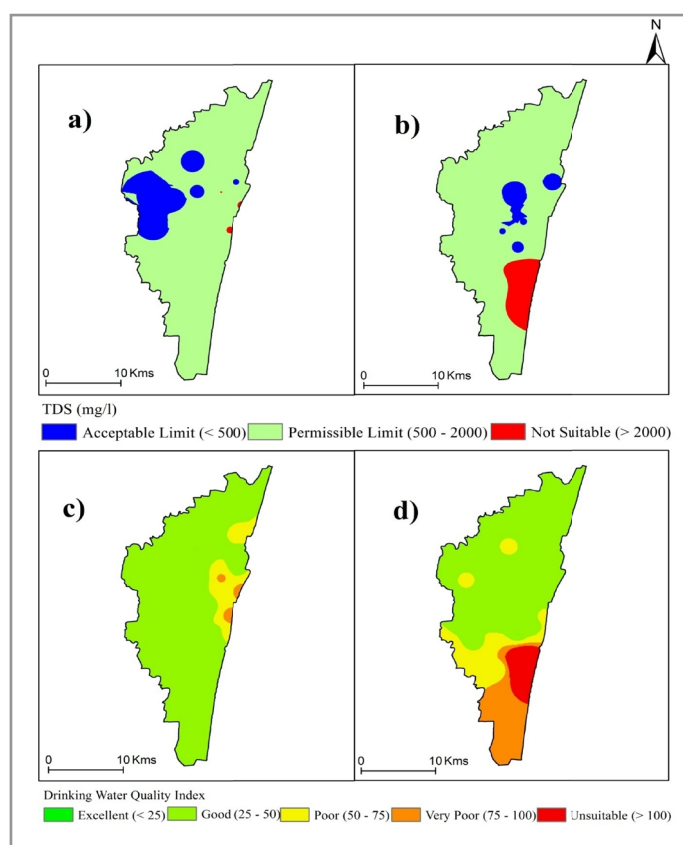 N
a)
b)
0 10 Kms
0 10 Kms
TDS (mg/l)
Acceptable Limit (< 500) Permissible Limit (500 - 2000) Not Suitable (> 2000)
c)
d)
0 10 Kms
0 10 Kms
Drinking Water Quality Index
Excellent (< 25) Good (25 - 50) Poor (50 - 75) Very Poor (75 - 100) Unsuitable (> 100)